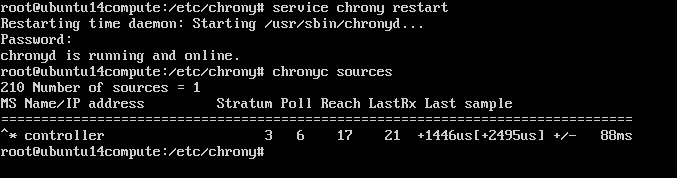 root@ubuntu14compute:/etc/chrony# service chrony restart
Restarting time daemon: Starting /usr/sbin/chronyd...
Password:
chronyd is running and online.
root@ubuntu14compute:/etc/chrony# chronyc sources
210 Number of sources = 1
MS Name/IP address         Stratum Poll Reach LastRx Last sample
===============================================================================
^* controller                    3   6    17    21  +1446us[+2495us] +/-   88ms
root@ubuntu14compute:/etc/chrony#